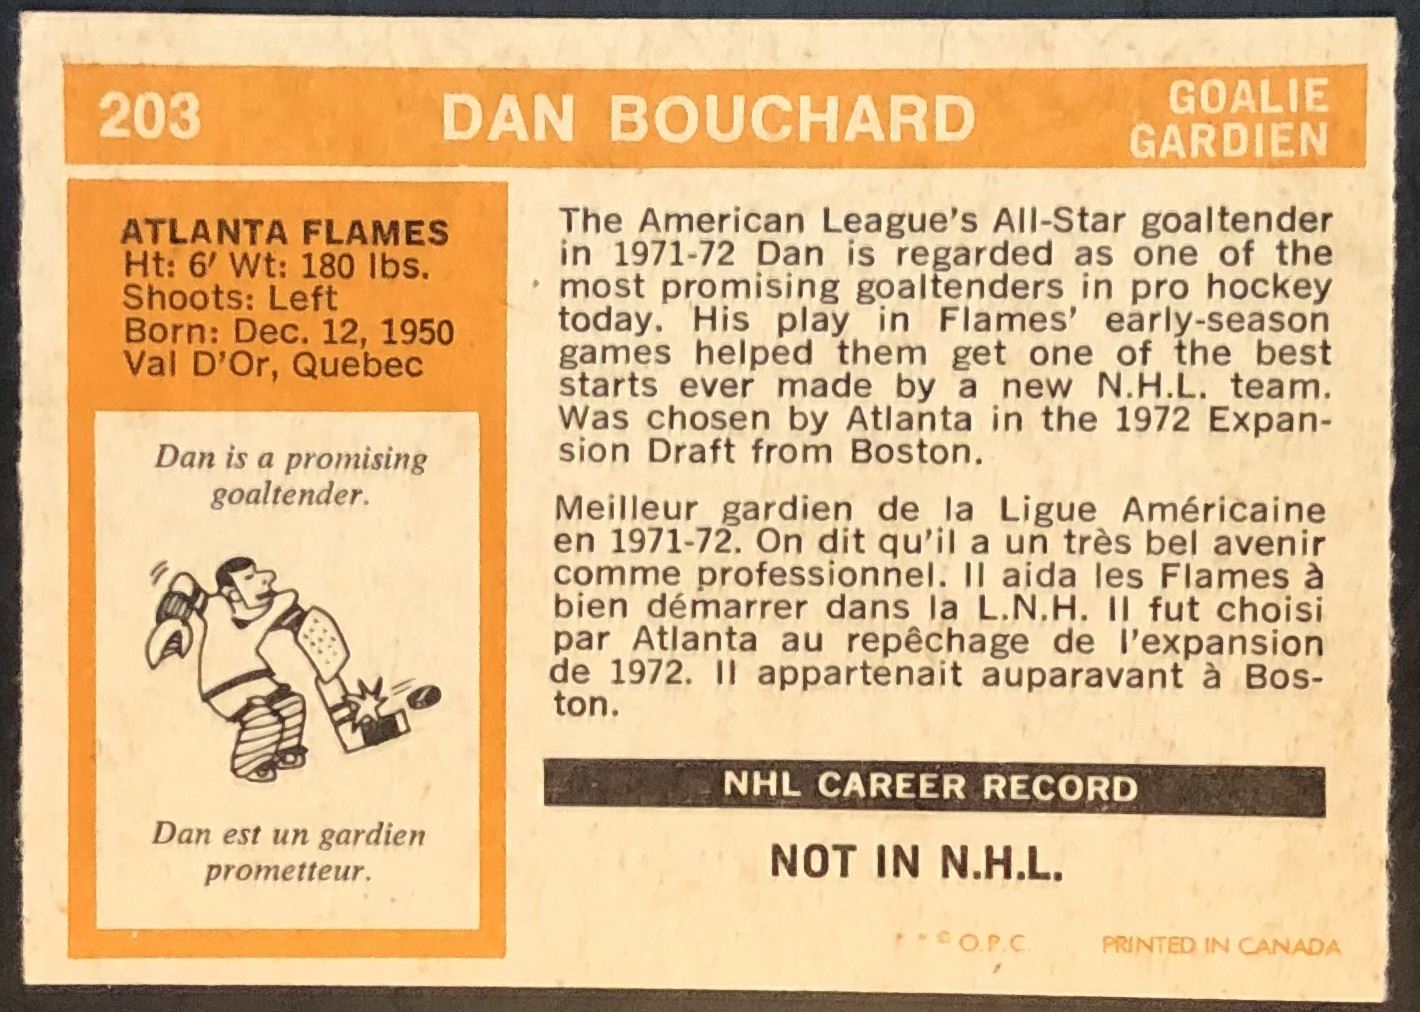 203
DAN BOUCHARD
GOALIE
GARDIEN
ATLANTA FLAMES
Ht: 6' Wt: 180 lbs.
Shoots: Left
Born: Dec. 12, 1950
Val D'Or, Quebec
Dan is a promising
goaltender.
Dan est un gardien
prometteur.
The American League's All-Star goaltender
in 1971-72 Dan is regarded as one of the
most promising goaltenders in pro hockey
today. His play in Flames' early-season
games helped them get one of the best
starts ever made by a new N.H.L. team.
Was chosen by Atlanta in the 1972 Expan-
sion Draft from Boston.
Meilleur gardien de la Ligue Américaine
en 1971-72. On dit qu'il a un très bel avenir
comme professionnel. Il aida les Flames à
bien démarrer dans la L.N.H. Il fut choisi
par Atlanta au repêchage de l'expansion
de 1972. Il appartenait auparavant à Bos-
ton.
NHL CAREER RECORD
NOT IN N.H.L.
© O.P.C.
PRINTED IN CANADA